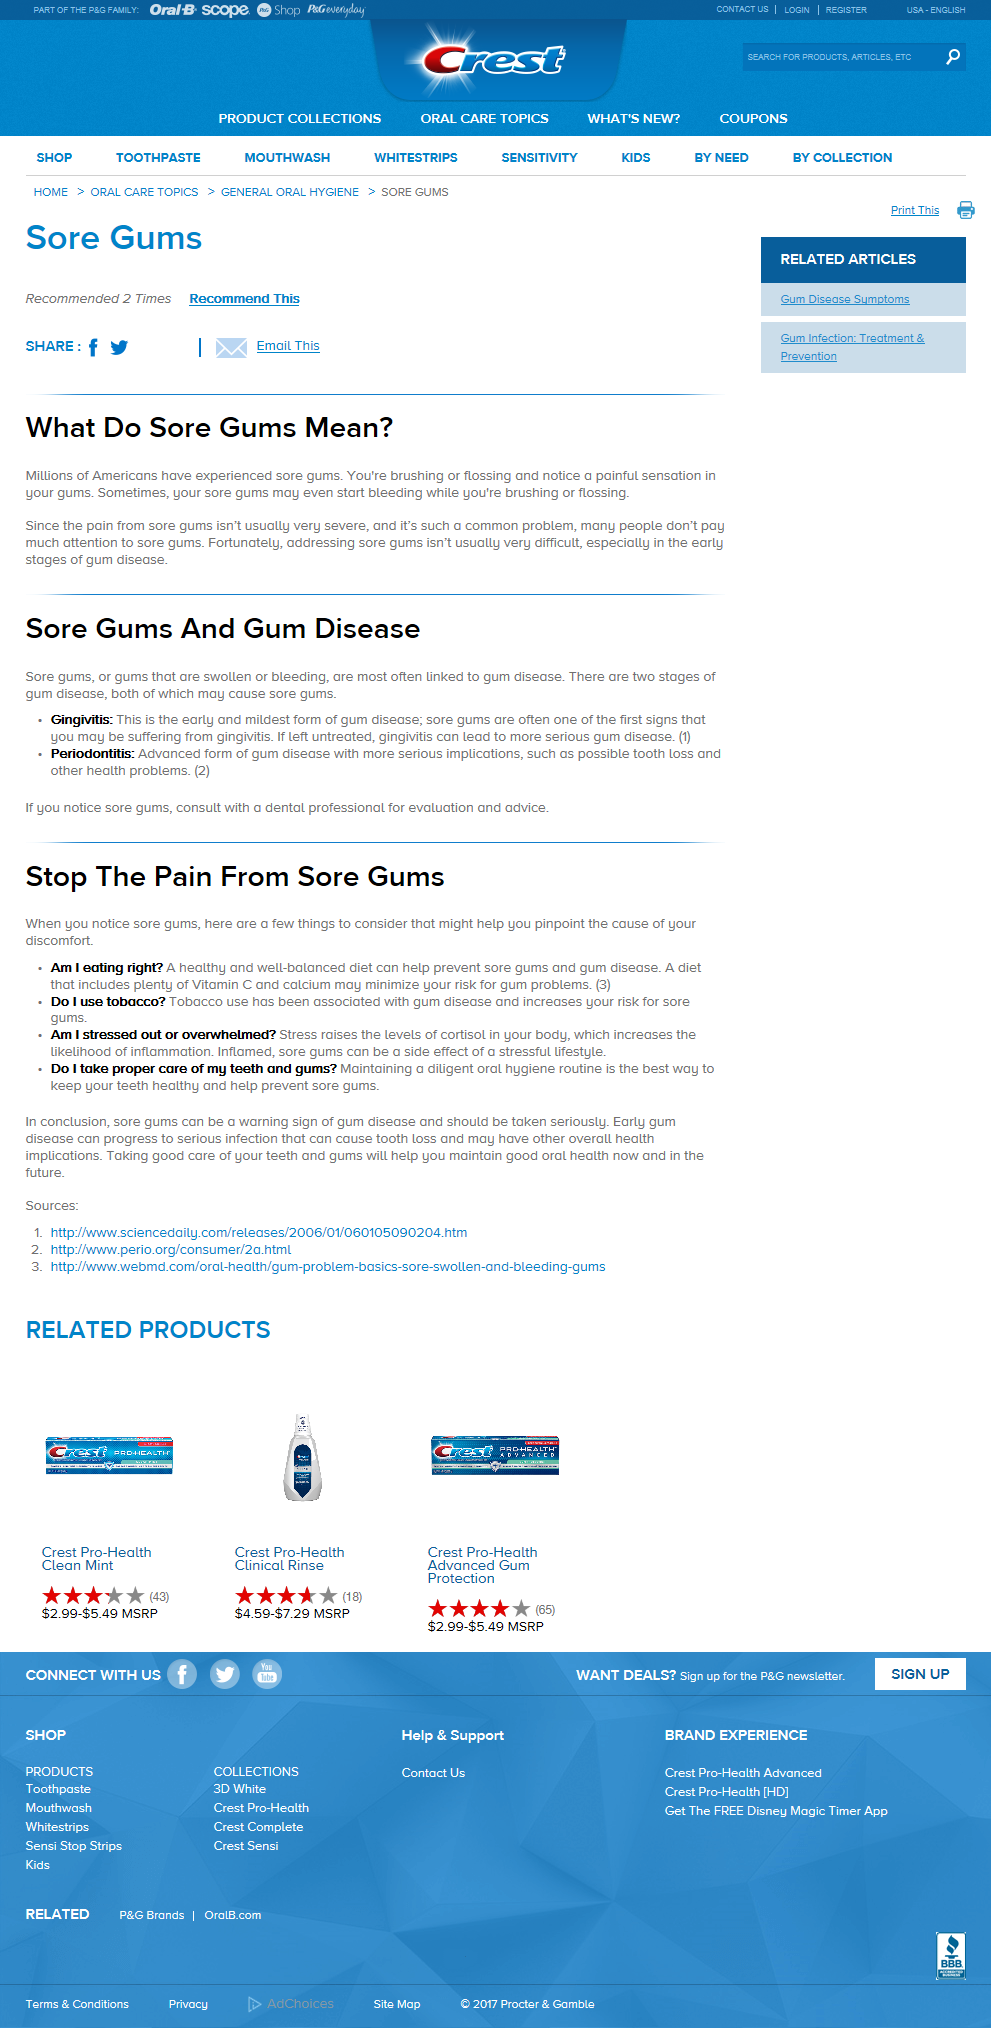 PART OF THE P&G FAMILY: Oral-B scope P&G Shop P&G everyday
CONTACT US | LOGIN | REGISTER USA - ENGLISH
Crest
SEARCH FOR PRODUCTS, ARTICLES, ETC
PRODUCT COLLECTIONS ORAL CARE TOPICS WHAT'S NEW? COUPONS
SHOP TOOTHPASTE MOUTHWASH WHITESTRIPS SENSITIVITY KIDS BY NEED BY COLLECTION
HOME > ORAL CARE TOPICS > GENERAL ORAL HYGIENE > SORE GUMS
Print This
Sore Gums
RELATED ARTICLES
Gum Disease Symptoms
Gum Infection: Treatment &
Prevention
Recommended 2 Times Recommend This
SHARE : | Email This
What Do Sore Gums Mean?
Millions of Americans have experienced sore gums. You're brushing or flossing and notice a painful sensation in
your gums. Sometimes, your sore gums may even start bleeding while you're brushing or flossing.
Since the pain from sore gums isn't usually very severe, and it's such a common problem, many people don't pay
much attention to sore gums. Fortunately, addressing sore gums isn't usually very difficult, especially in the early
stages of gum disease.
Sore Gums And Gum Disease
Sore gums, or gums that are swollen or bleeding, are most often linked to gum disease. There are two stages of
gum disease, both of which may cause sore gums.
• Gingivitis: This is the early and mildest form of gum disease; sore gums are often one of the first signs that
you may be suffering from gingivitis. If left untreated, gingivitis can lead to more serious gum disease. (1)
• Periodontitis: Advanced form of gum disease with more serious implications, such as possible tooth loss and
other health problems. (2)
If you notice sore gums, consult with a dental professional for evaluation and advice.
Stop The Pain From Sore Gums
When you notice sore gums, here are a few things to consider that might help you pinpoint the cause of your
discomfort.
• Am I eating right? A healthy and well-balanced diet can help prevent sore gums and gum disease. A diet
that includes plenty of Vitamin C and calcium may minimize your risk for gum problems. (3)
• Do I use tobacco? Tobacco use has been associated with gum disease and increases your risk for sore
gums.
• Am I stressed out or overwhelmed? Stress raises the levels of cortisol in your body, which increases the
likelihood of inflammation. Inflamed, sore gums can be a side effect of a stressful lifestyle.
• Do I take proper care of my teeth and gums? Maintaining a diligent oral hygiene routine is the best way to
keep your teeth healthy and help prevent sore gums.
In conclusion, sore gums can be a warning sign of gum disease and should be taken seriously. Early gum
disease can progress to serious infection that can cause tooth loss and may have other overall health
implications. Taking good care of your teeth and gums will help you maintain good oral health now and in the
future.
Sources:
1. http://www.sciencedaily.com/releases/2006/01/060105090204.htm
2. http://www.perio.org/consumer/2a.html
3. http://www.webmd.com/oral-health/gum-problem-basics-sore-swollen-and-bleeding-gums
RELATED PRODUCTS
Crest PRO-HEALTH
Crest PRO-HEALTH ADVANCED
Crest Pro-Health
Clean Mint
(43)
$2.99-$5.49 MSRP
Crest Pro-Health
Clinical Rinse
(18)
$4.59-$7.29 MSRP
Crest Pro-Health
Advanced Gum
Protection
(65)
$2.99-$5.49 MSRP
CONNECT WITH US You Tube
WANT DEALS? Sign up for the P&G newsletter. SIGN UP
SHOP
PRODUCTS
Toothpaste
Mouthwash
Whitestrips
Sensi Stop Strips
Kids
COLLECTIONS
3D White
Crest Pro-Health
Crest Complete
Crest Sensi
Help & Support
Contact Us
BRAND EXPERIENCE
Crest Pro-Health Advanced
Crest Pro-Health [HD]
Get The FREE Disney Magic Timer App
RELATED P&G Brands | OralB.com
BBB
ACCREDITED
BUSINESS
Terms & Conditions Privacy AdChoices Site Map © 2017 Procter & Gamble